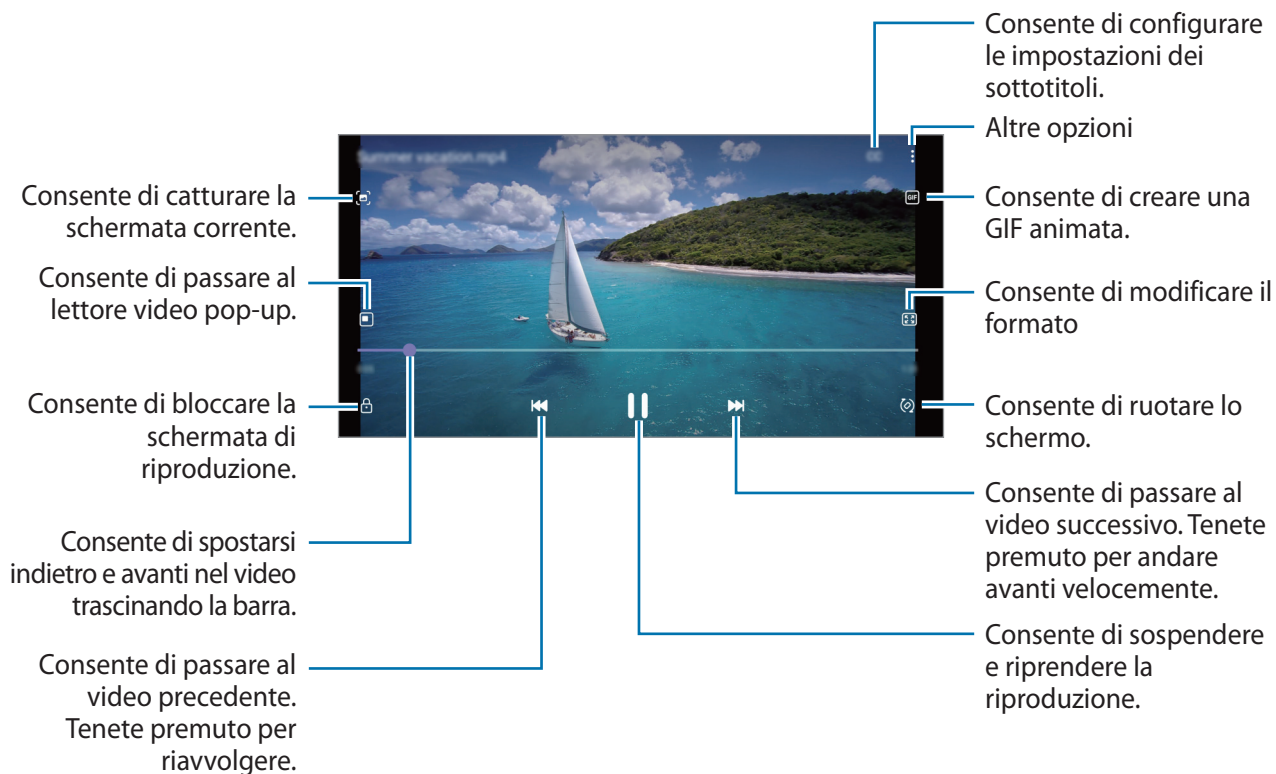 Consente di configurare
le impostazioni dei
sottotitoli.
Altre opzioni
Summer vacation.mp4
Consente di catturare la
schermata corrente.
GIF
Consente di creare una
GIF animata.
Consente di passare al
lettore video pop-up.
Consente di modificare il
formato
Consente di bloccare la
schermata di
riproduzione.
Consente di ruotare lo
schermo.
Consente di spostarsi
indietro e avanti nel video
trascinando la barra.
Consente di passare al
video successivo. Tenete
premuto per andare
avanti velocemente.
Consente di passare al
video precedente.
Tenete premuto per
riavvolgere.
Consente di sospendere
e riprendere la
riproduzione.